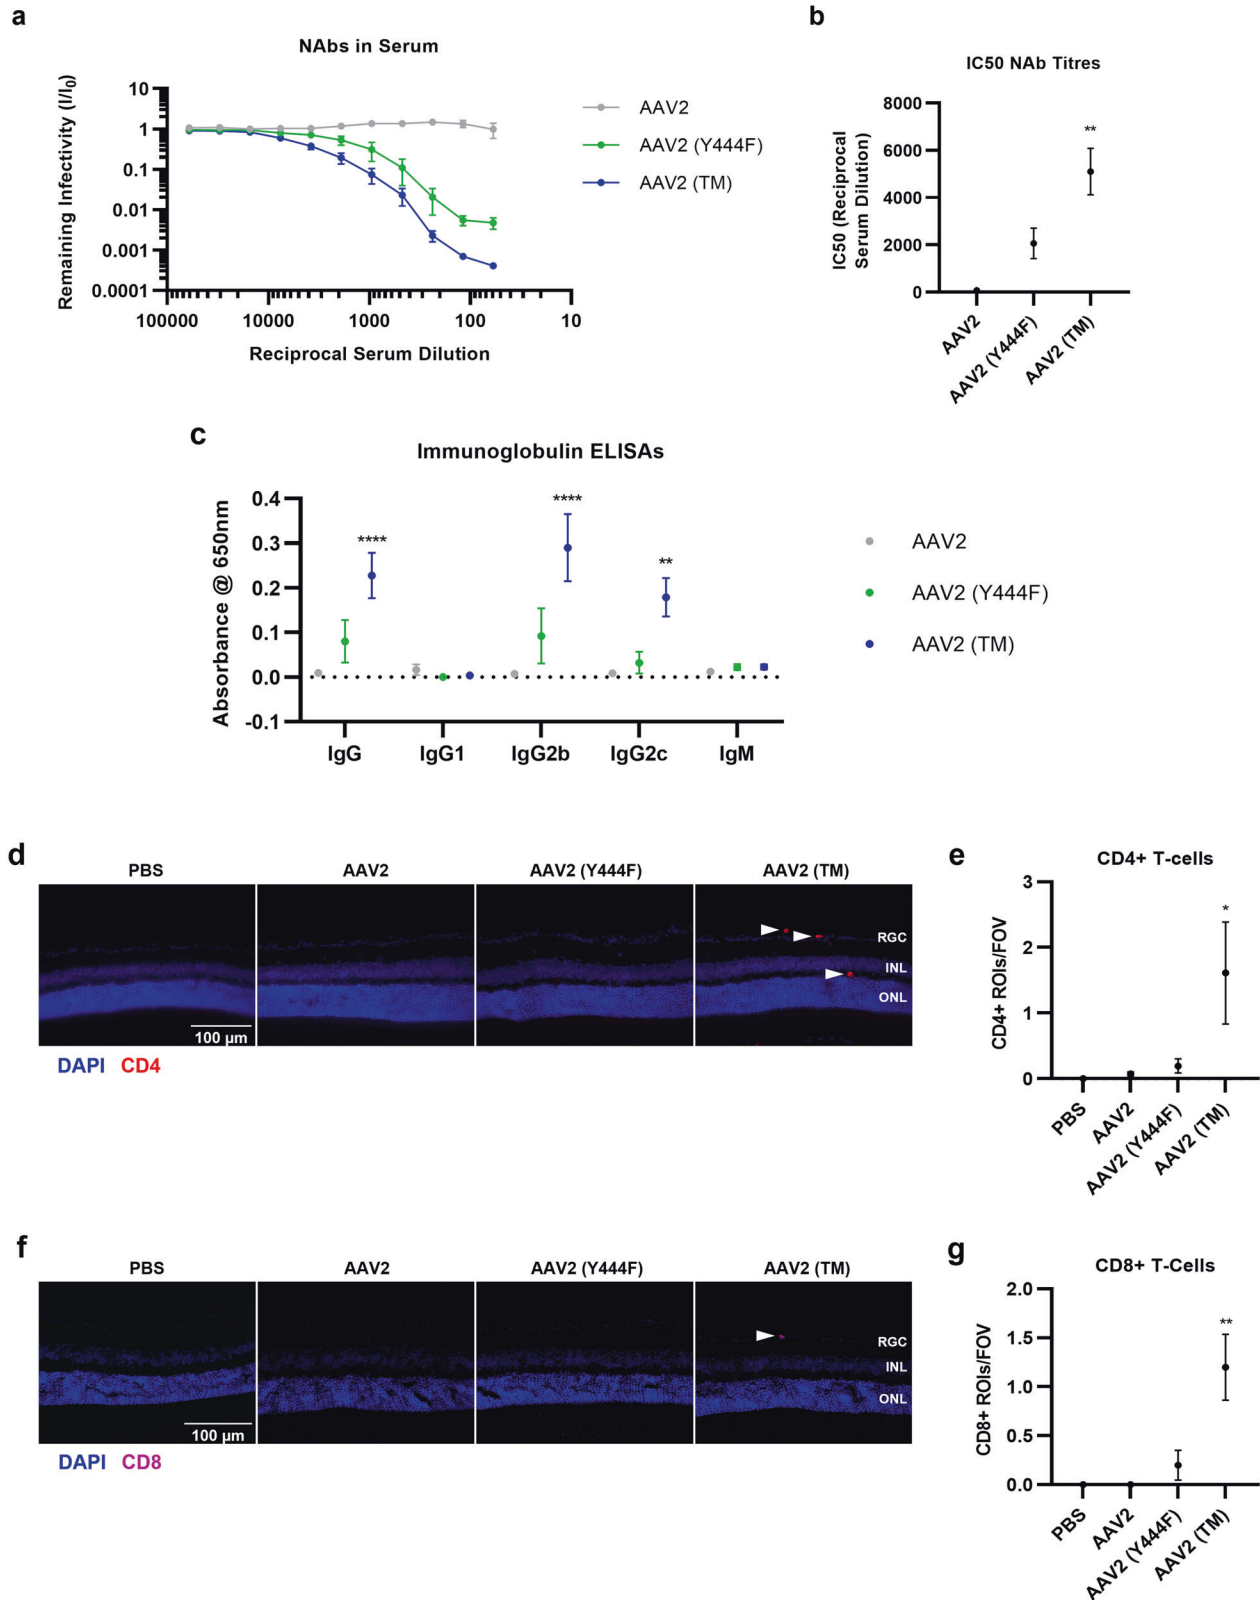 a
NAbs in Serum
Remaining Infectivity (I/I₀)
10
1
0.1
0.01
0.001
0.0001
100000 10000 1000 100 10
Reciprocal Serum Dilution
AAV2
AAV2 (Y444F)
AAV2 (TM)
b
IC50 NAb Titres
IC50 (Reciprocal
Serum Dilution)
8000
6000
4000
2000
0
**
AAV2
AAV2 (Y444F)
AAV2 (TM)
c
Immunoglobulin ELISAs
Absorbance @ 650nm
0.4
0.3
0.2
0.1
0.0
-0.1
****
****
**
IgG IgG1 IgG2b IgG2c IgM
AAV2
AAV2 (Y444F)
AAV2 (TM)
d
PBS AAV2 AAV2 (Y444F) AAV2 (TM)
RGC
INL
ONL
100 µm
DAPI CD4
e
CD4+ T-cells
CD4+ ROIs/FOV
3
2
1
0
*
PBS
AAV2
AAV2 (Y444F)
AAV2 (TM)
f
PBS AAV2 AAV2 (Y444F) AAV2 (TM)
RGC
INL
ONL
100 µm
DAPI CD8
g
CD8+ T-Cells
CD8+ ROIs/FOV
2.0
1.5
1.0
0.5
0.0
**
PBS
AAV2
AAV2 (Y444F)
AAV2 (TM)